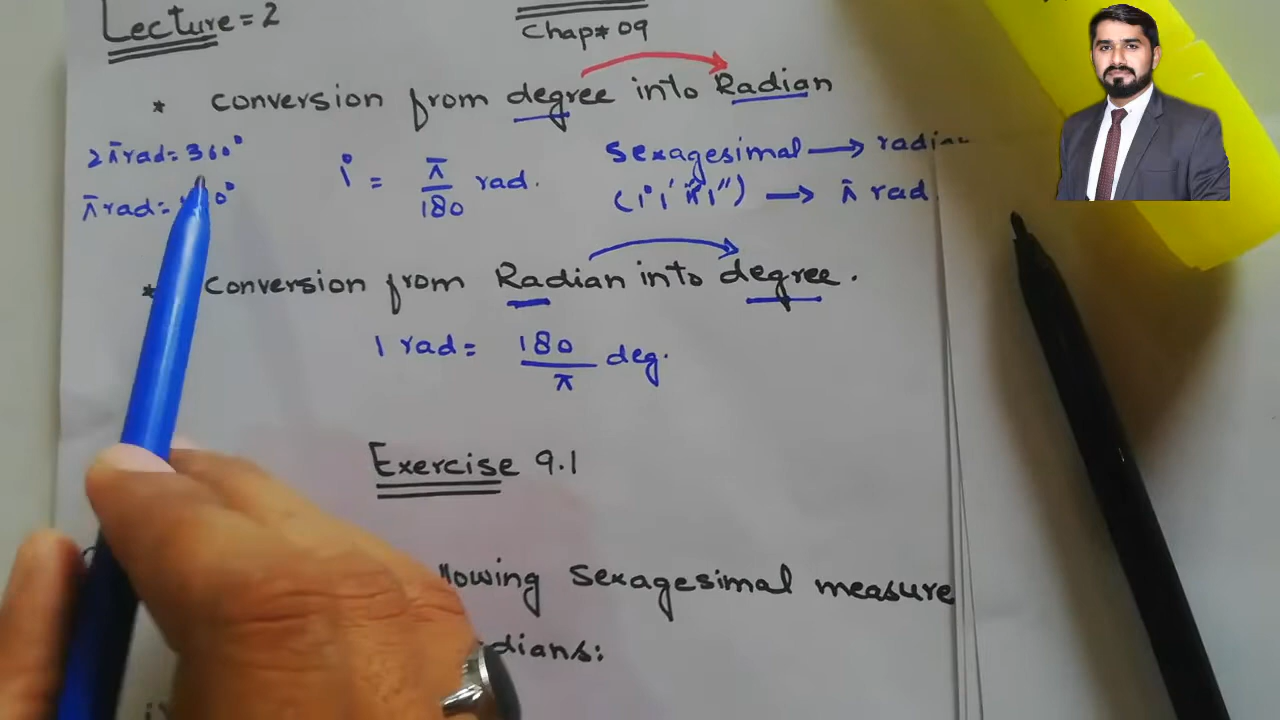 Lecture = 2
Chap# 09
* conversion from degree into Radian
2π rad = 360°
1° = π/180 rad.
Sexagesimal → radian
(1°, 1', 1") → π rad.
π rad =
* conversion from Radian into degree.
1 rad = 180/π deg.
Exercise 9.1
Sexagesimal measure